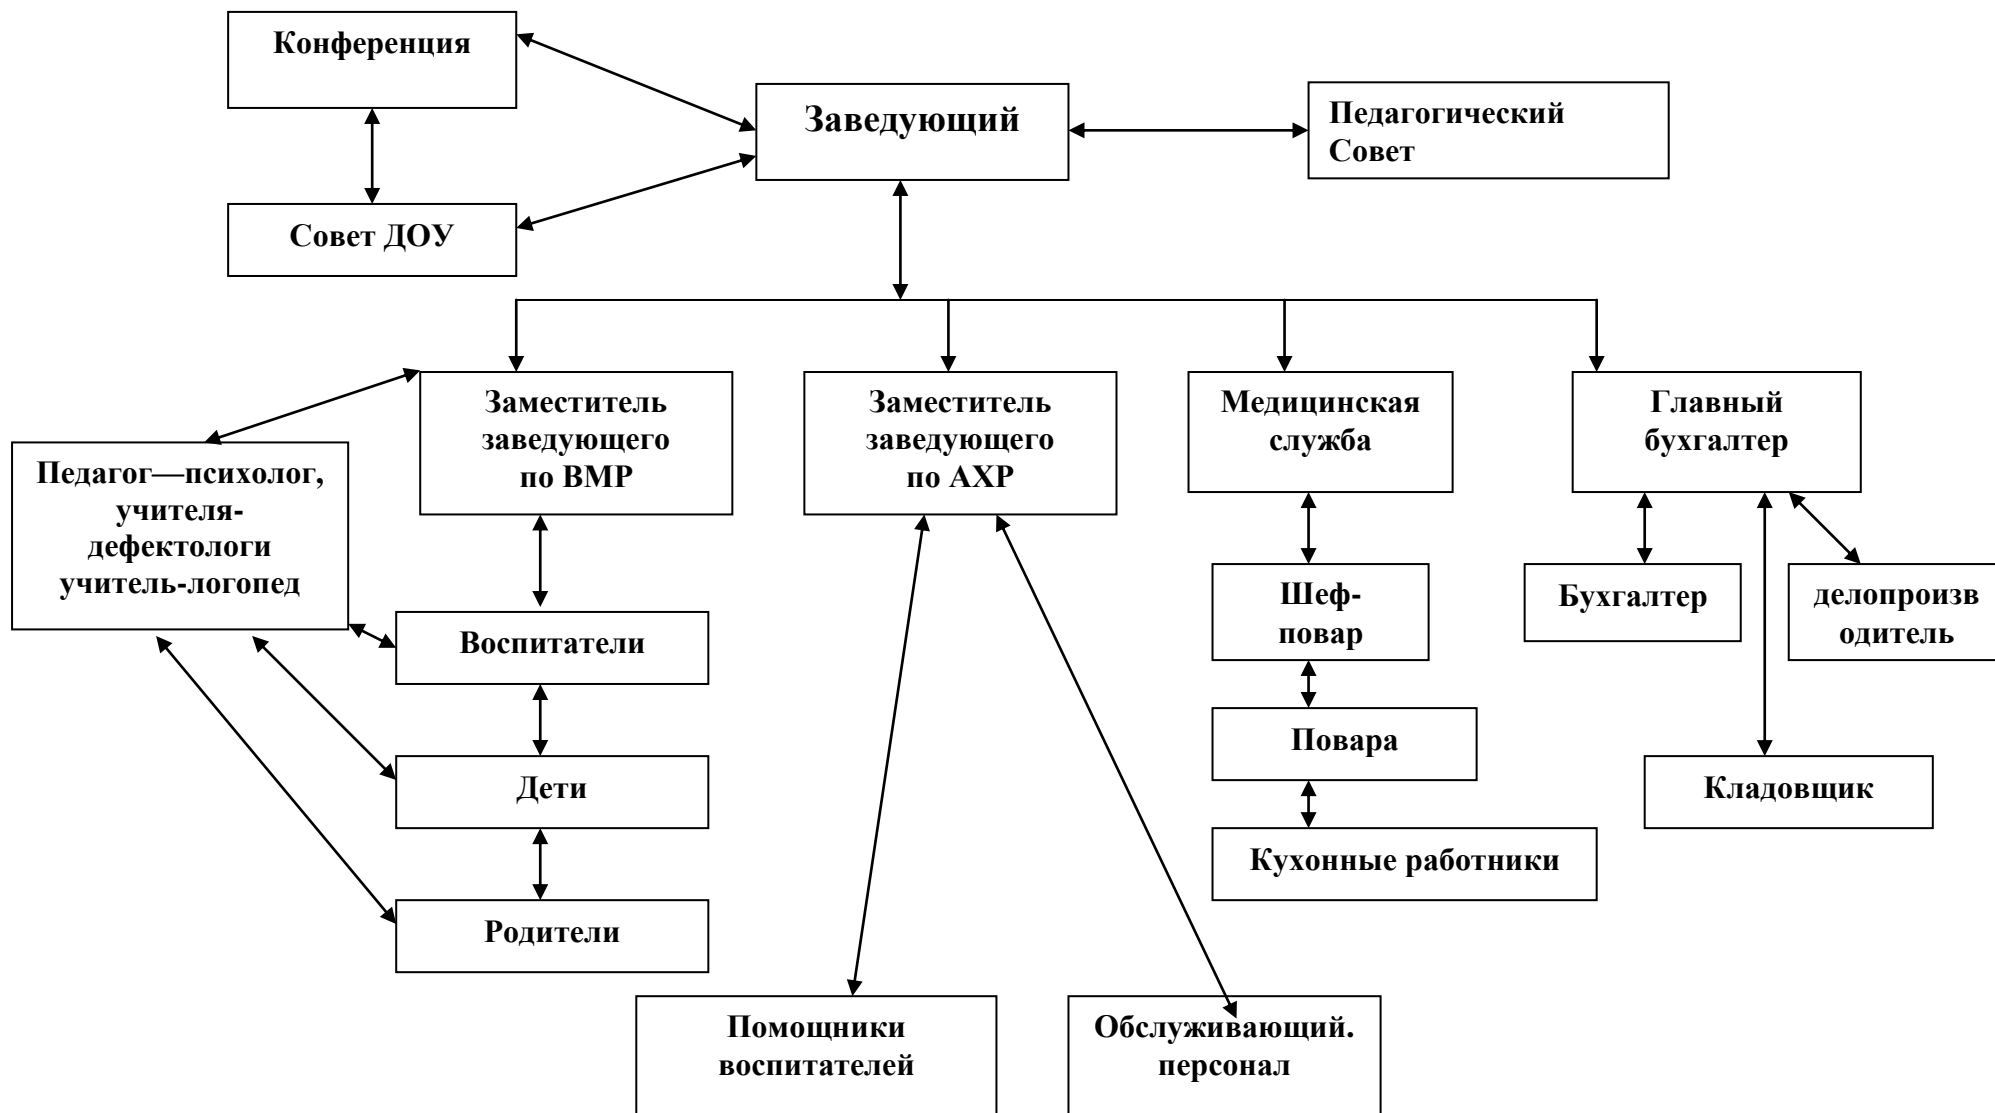 Конференция
Заведующий
Педагогический
Совет
Совет ДОУ
Заместитель
заведующего
по ВМР
Заместитель
заведующего
по АХР
Медицинская
служба
Главный
бухгалтер
Педагог—психолог,
учителя-
дефектологи
учитель-логопед
Воспитатели
Шеф-
повар
Бухгалтер
делопроизв
одитель
Повара
Дети
Кладовщик
Кухонные работники
Родители
Помощники
воспитателей
Обслуживающий.
персонал